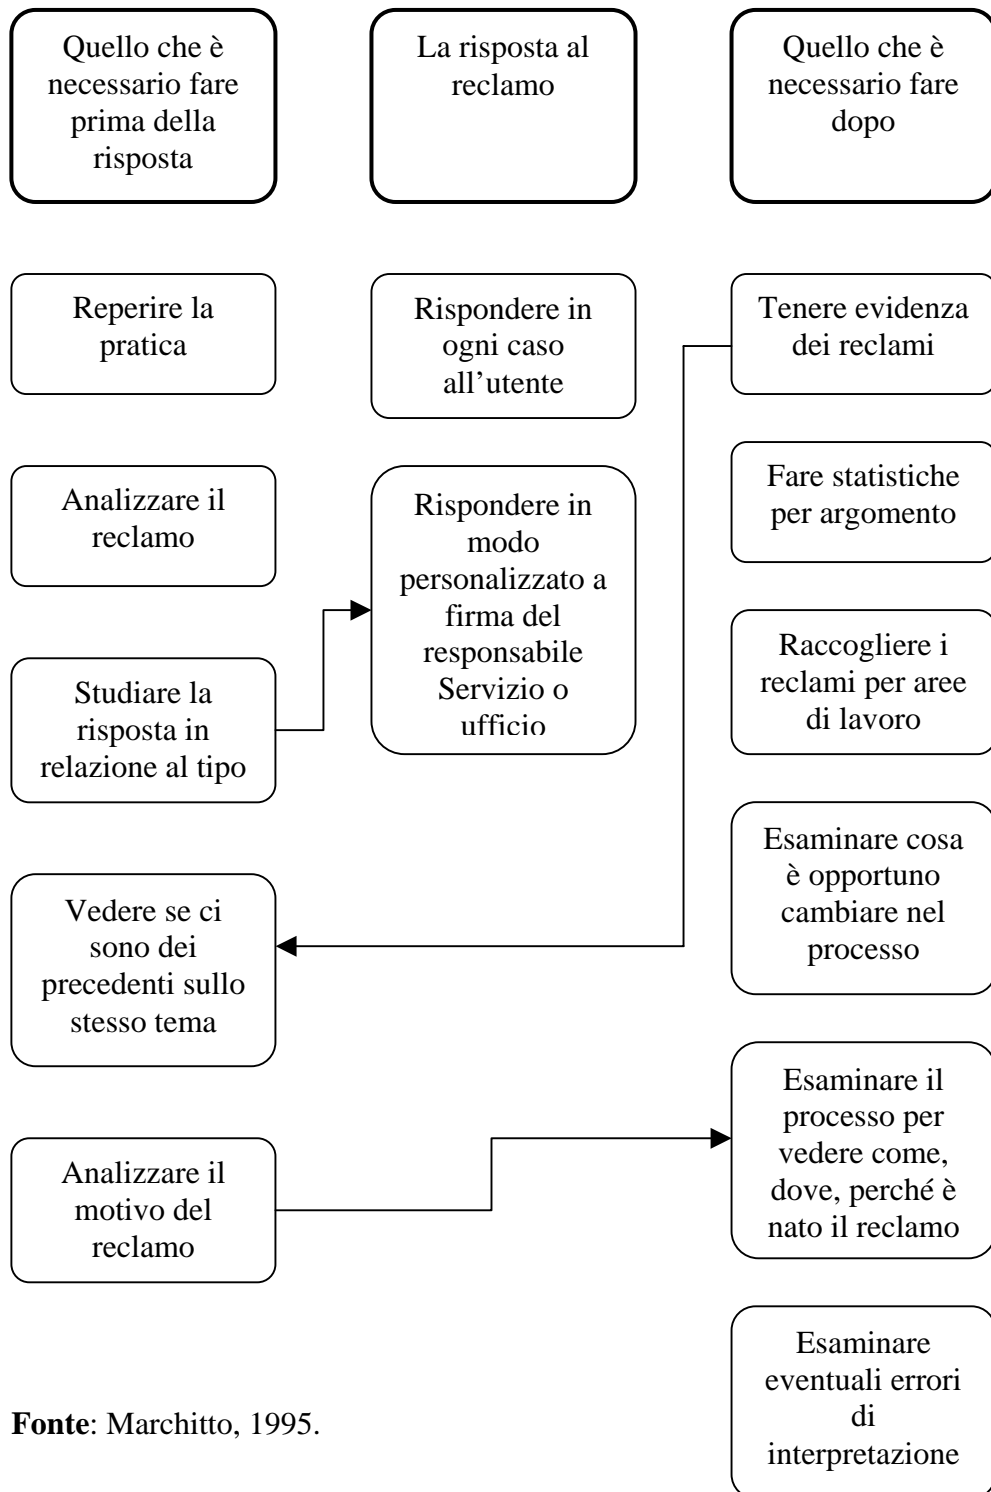 Quello che è
necessario fare
prima della
risposta
La risposta al
reclamo
Quello che è
necessario fare
dopo
Reperire la
pratica
Rispondere in
ogni caso
all’utente
Tenere evidenza
dei reclami
Analizzare il
reclamo
Rispondere in
modo
personalizzato a
firma del
responsabile
Servizio o
ufficio
Fare statistiche
per argomento
Studiare la
risposta in
relazione al tipo
Raccogliere i
reclami per aree
di lavoro
Vedere se ci
sono dei
precedenti sullo
stesso tema
Esaminare cosa
è opportuno
cambiare nel
processo
Analizzare il
motivo del
reclamo
Esaminare il
processo per
vedere come,
dove, perché è
nato il reclamo
Esaminare
eventuali errori
di
interpretazione
Fonte: Marchitto, 1995.